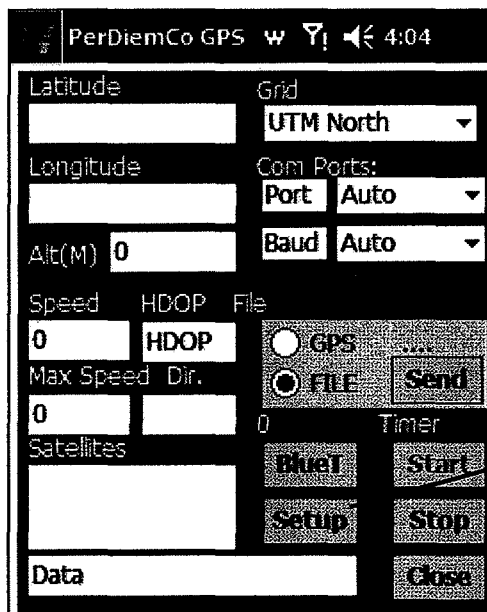 PerDiemCo GPS 4:04
Latitude
Grid
UTM North
Longitude
Com Ports:
Port Auto
Alt(M) 0
Baud Auto
Speed HDOP File
0 HDOP
GPS
FILE
....
Send
Max Speed Dir.
0
0 Timer
Satellites
BlueT Start
Setup Stop
Data
Close